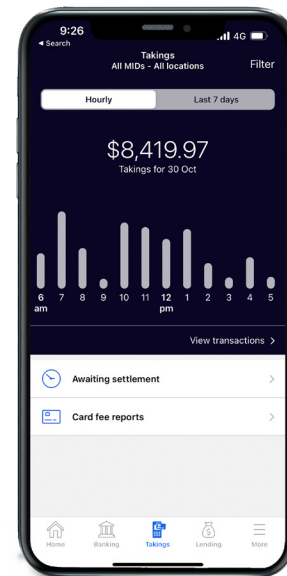 9:26
4G
◄ Search
Takings
All MIDs - All locations
Filter
Hourly
Last 7 days
$8,419.97
Takings for 30 Oct
6 7 8 9 10 11 12 1 2 3 4 5
am pm
View transactions >
Awaiting settlement
Card fee reports
Home Banking Takings Lending More